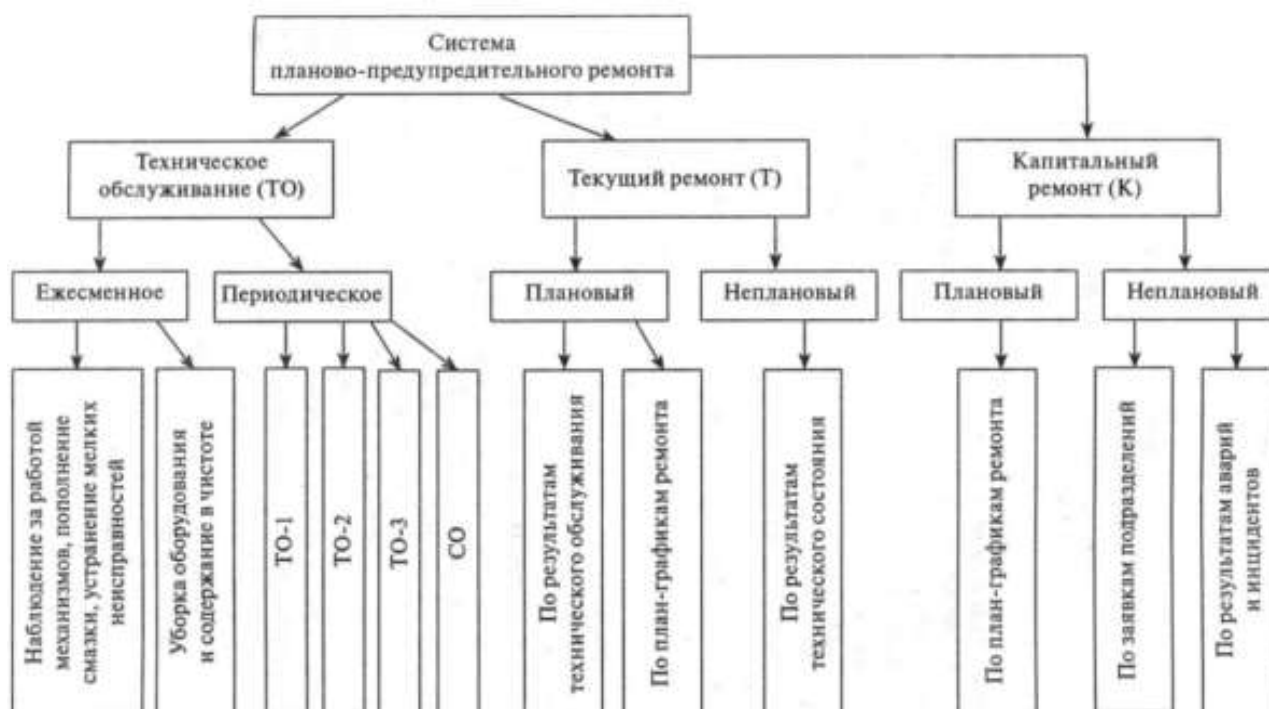 Система
планово-предупредительного ремонта
Техническое
обслуживание (ТО)
Текущий ремонт (Т)
Капитальный
ремонт (К)
Ежесменное
Периодическое
Плановый
Неплановый
Плановый
Неплановый
Наблюдение за работой
механизмов, пополнение
смазки, устранение мелких
неисправностей
Уборка оборудования
и содержание в чистоте
ТО-1
ТО-2
ТО-3
СО
По результатам
технического обслуживания
По план-графикам ремонта
По результатам
технического состояния
По план-графикам ремонта
По заявкам подразделений
По результатам аварий
и инцидентов